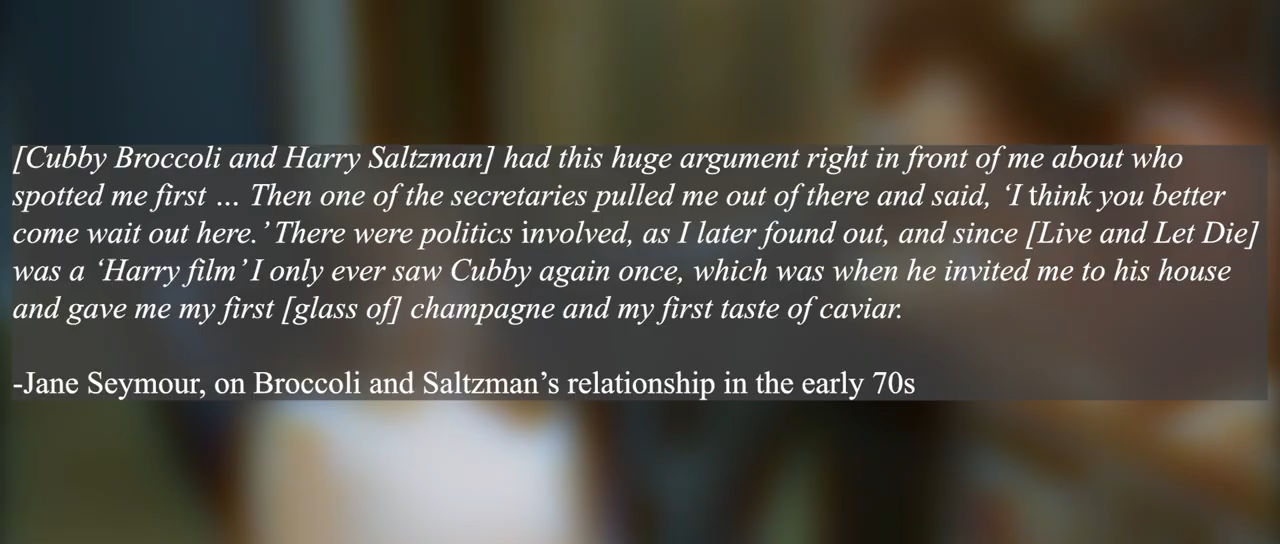 [Cubby Broccoli and Harry Saltzman] had this huge argument right in front of me about who
spotted me first ... Then one of the secretaries pulled me out of there and said, ‘I think you better
come wait out here.’ There were politics involved, as I later found out, and since [Live and Let Die]
was a ‘Harry film’ I only ever saw Cubby again once, which was when he invited me to his house
and gave me my first [glass of] champagne and my first taste of caviar.
-Jane Seymour, on Broccoli and Saltzman’s relationship in the early 70s